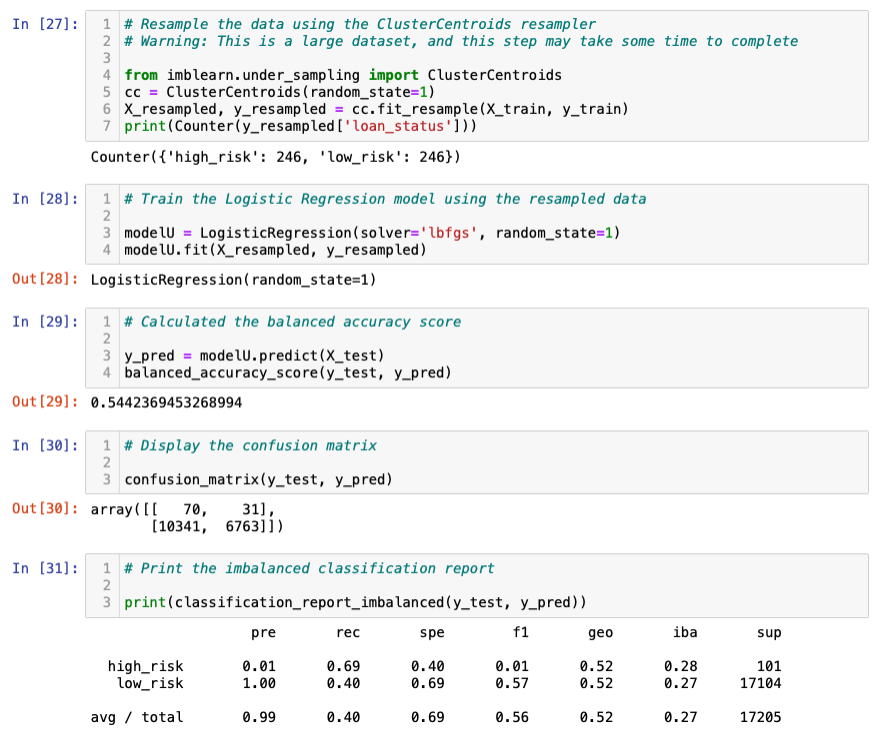 In [27]:
1 # Resample the data using the ClusterCentroids resampler
2 # Warning: This is a large dataset, and this step may take some time to complete
3
4 from imblearn.under_sampling import ClusterCentroids
5 cc = ClusterCentroids(random_state=1)
6 X_resampled, y_resampled = cc.fit_resample(X_train, y_train)
7 print(Counter(y_resampled['loan_status']))
Counter({'high_risk': 246, 'low_risk': 246})
In [28]:
1 # Train the Logistic Regression model using the resampled data
2
3 modelU = LogisticRegression(solver='lbfgs', random_state=1)
4 modelU.fit(X_resampled, y_resampled)
Out[28]: LogisticRegression(random_state=1)
In [29]:
1 # Calculated the balanced accuracy score
2
3 y_pred = modelU.predict(X_test)
4 balanced_accuracy_score(y_test, y_pred)
Out[29]: 0.5442369453268994
In [30]:
1 # Display the confusion matrix
2
3 confusion_matrix(y_test, y_pred)
Out[30]: array([[   70,    31],
       [10341,  6763]])
In [31]:
1 # Print the imbalanced classification report
2
3 print(classification_report_imbalanced(y_test, y_pred))
pre rec spe f1 geo iba sup
high_risk 0.01 0.69 0.40 0.01 0.52 0.28 101
low_risk 1.00 0.40 0.69 0.57 0.52 0.27 17104
avg / total 0.99 0.40 0.69 0.56 0.52 0.27 17205